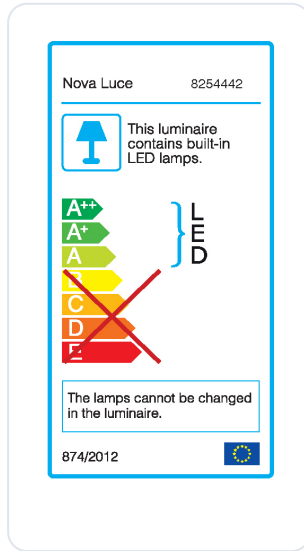 Nova Luce 8254442
This luminaire
contains built-in
LED lamps.
A++
A+
A
B
C
D
E
L
E
D
The lamps cannot be changed
in the luminaire.
874/2012